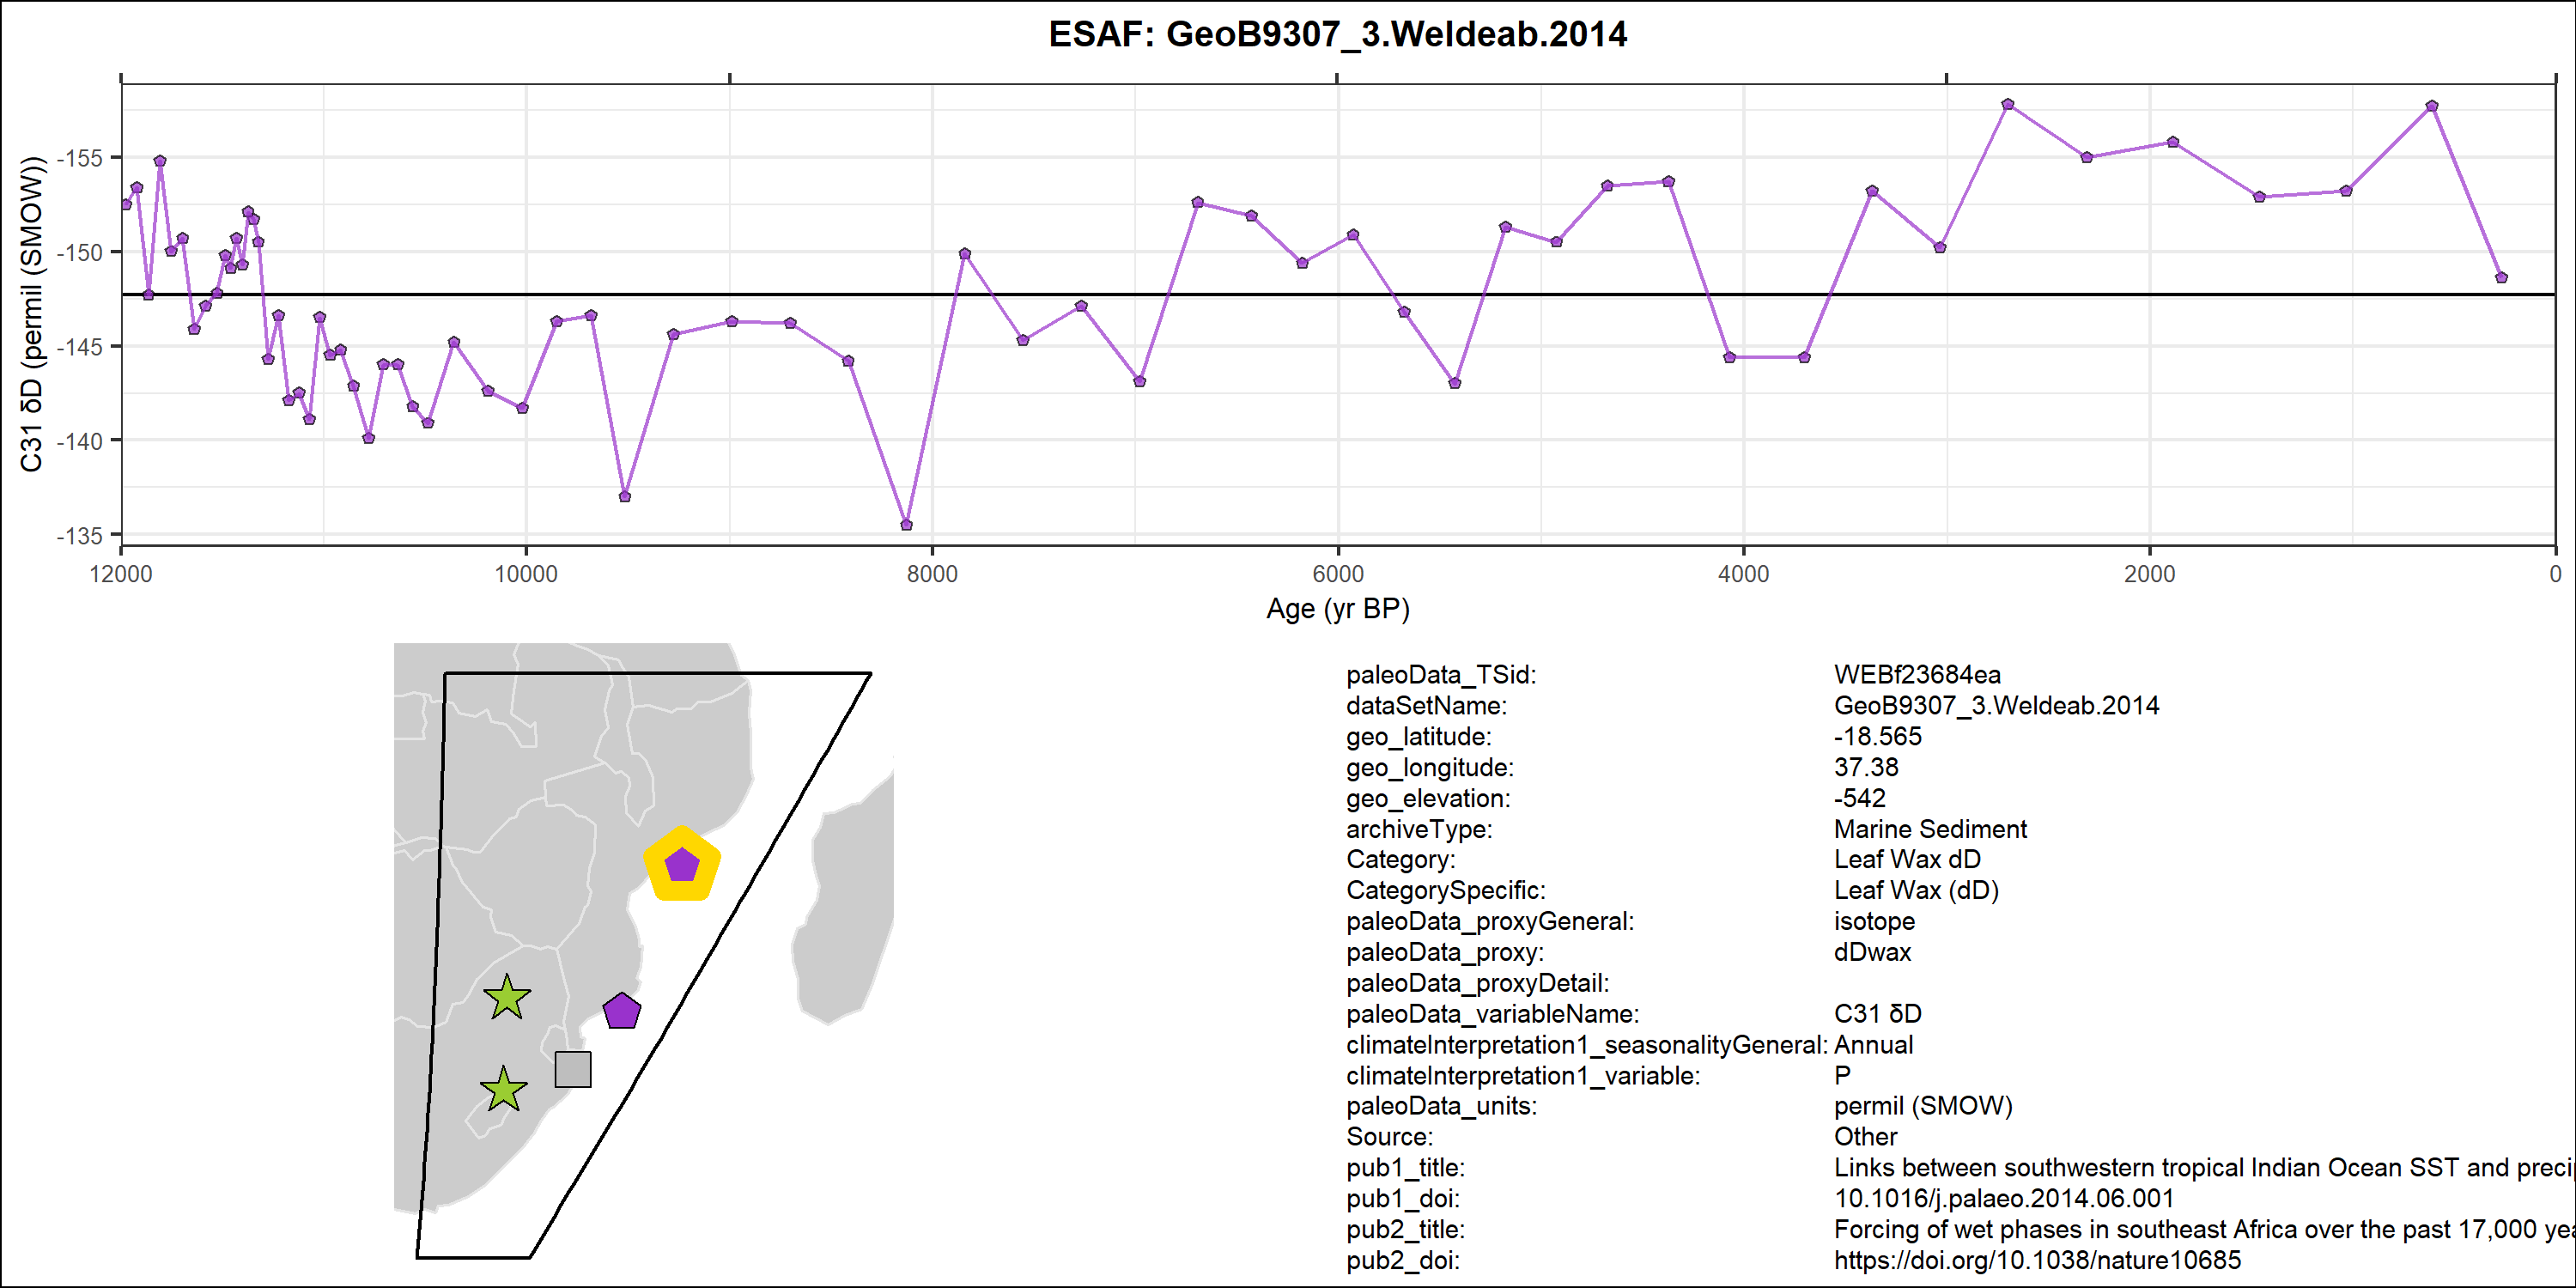 ESAF: GeoB9307_3.Weldeab.2014
C31 δD (permil (SMOW))
-155
-150
-145
-140
-135
12000
10000
8000
6000
4000
2000
0
Age (yr BP)
paleoData_TSid: WEBf23684ea
dataSetName: GeoB9307_3.Weldeab.2014
geo_latitude: -18.565
geo_longitude: 37.38
geo_elevation: -542
archiveType: Marine Sediment
Category: Leaf Wax dD
CategorySpecific: Leaf Wax (dD)
paleoData_proxyGeneral: isotope
paleoData_proxy: dDwax
paleoData_proxyDetail:
paleoData_variableName: C31 δD
climateInterpretation1_seasonalityGeneral: Annual
climateInterpretation1_variable: P
paleoData_units: permil (SMOW)
Source: Other
pub1_title: Links between southwestern tropical Indian Ocean SST and preci
pub1_doi: 10.1016/j.palaeo.2014.06.001
pub2_title: Forcing of wet phases in southeast Africa over the past 17,000 yea
pub2_doi: https://doi.org/10.1038/nature10685